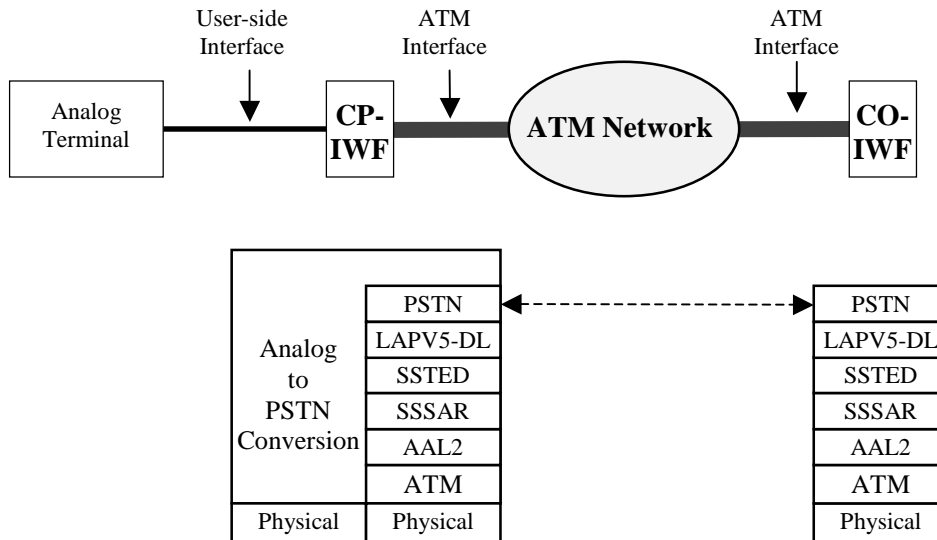 User-side
Interface
ATM
Interface
ATM
Interface
Analog
Terminal
CP-
IWF
ATM Network
CO-
IWF
Analog
to
PSTN
Conversion
Physical
PSTN
LAPV5-DL
SSTED
SSSAR
AAL2
ATM
Physical
PSTN
LAPV5-DL
SSTED
SSSAR
AAL2
ATM
Physical